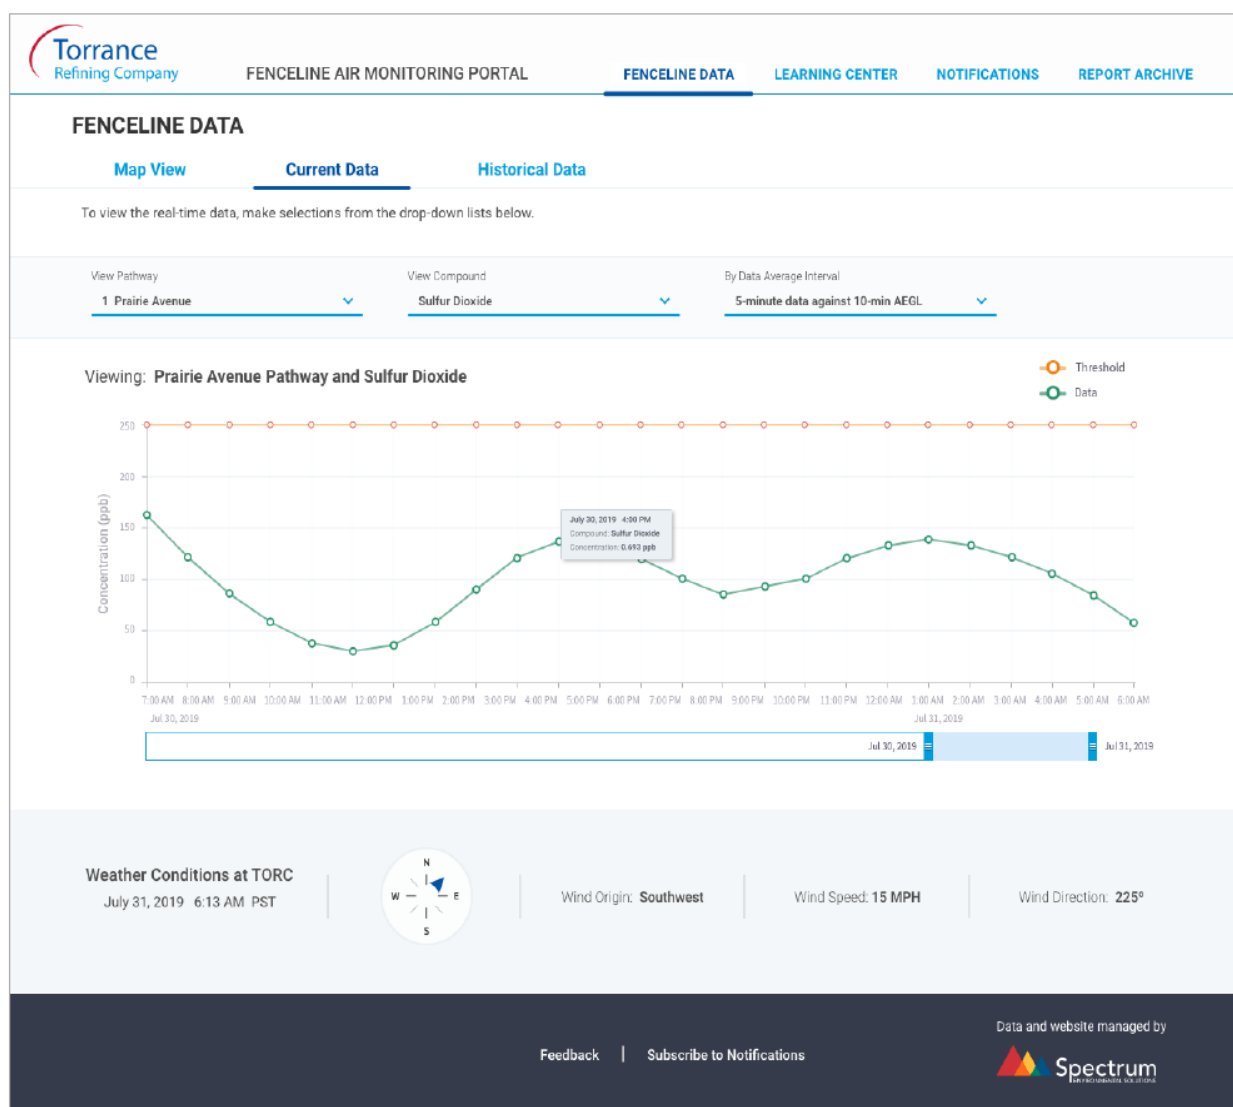 Torrance
Refining Company
FENCELINE AIR MONITORING PORTAL
FENCELINE DATA LEARNING CENTER NOTIFICATIONS REPORT ARCHIVE
FENCELINE DATA
Map View Current Data Historical Data
To view the real-time data, make selections from the drop-down lists below.
View Pathway View Compound By Data Average Interval
1 Prairie Avenue Sulfur Dioxide 5-minute data against 10-min AEGL
Viewing: Prairie Avenue Pathway and Sulfur Dioxide
Threshold
Data
Concentration (ppb)
250
200
150
100
50
0
July 30, 2019 4:00 PM
Compound: Sulfur Dioxide
Concentration: 0.693 ppb
7:00 AM 8:00 AM 9:00 AM 10:00 AM 11:00 AM 12:00 PM 1:00 PM 2:00 PM 3:00 PM 4:00 PM 5:00 PM 6:00 PM 7:00 PM 8:00 PM 9:00 PM 10:00 PM 11:00 PM 12:00 AM 1:00 AM 2:00 AM 3:00 AM 4:00 AM 5:00 AM 6:00 AM
Jul 30, 2019 Jul 31, 2019
Jul 30, 2019 Jul 31, 2019
Weather Conditions at TORC
July 31, 2019 6:13 AM PST
N
W E
S
Wind Origin: Southwest Wind Speed: 15 MPH Wind Direction: 225º
Data and website managed by
Feedback | Subscribe to Notifications
Spectrum
ENVIRONMENTAL SOLUTIONS